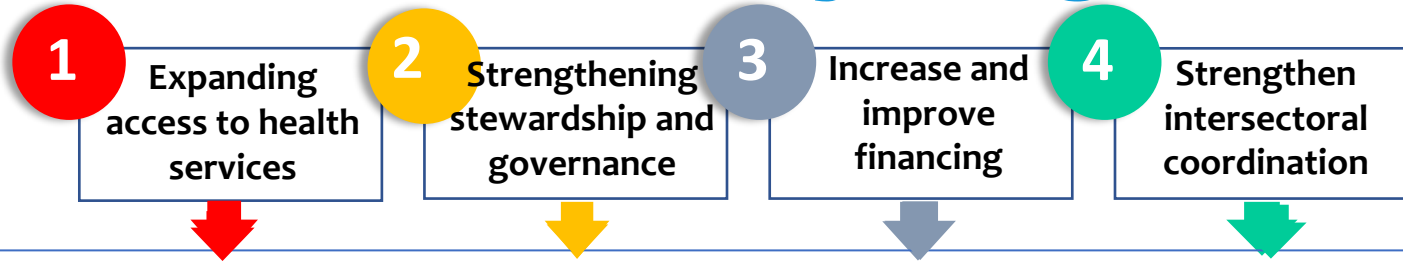 1
Expanding
access to health
services
2
Strengthening
stewardship and
governance
3
Increase and
improve
financing
4
Strengthen
intersectoral
coordination